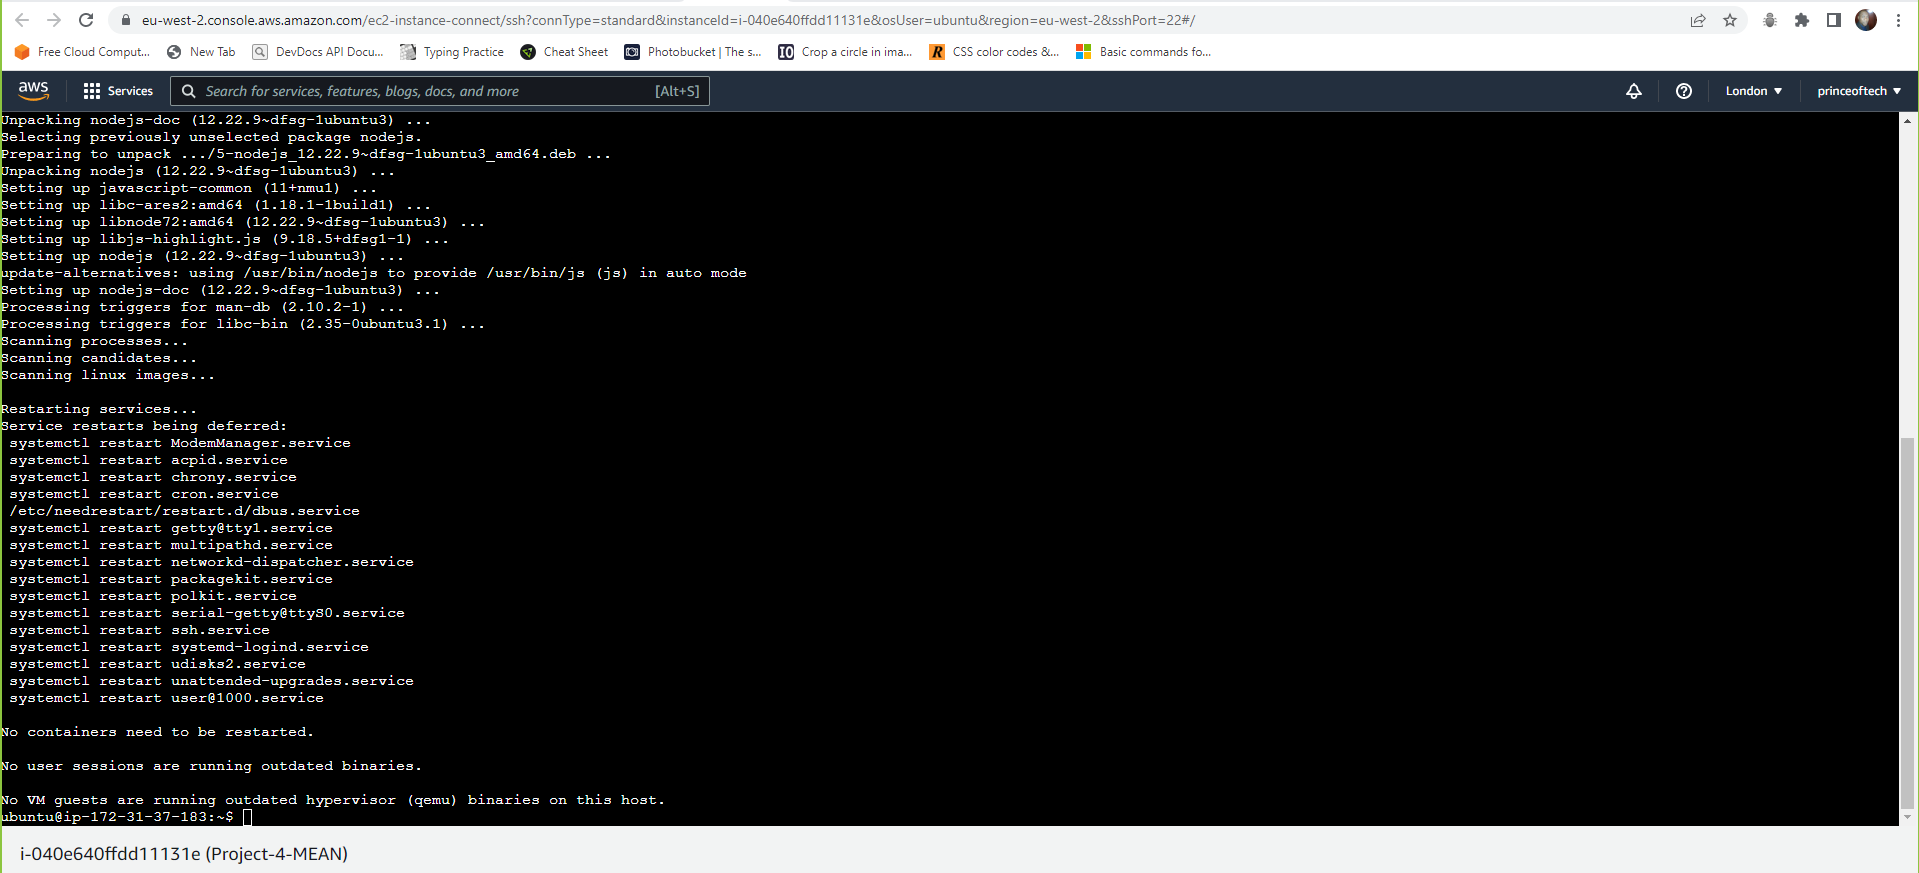 eu-west-2.console.aws.amazon.com/ec2-instance-connect/ssh?connType=standard&instanceId=i-040e640ffdd11131e&osUser=ubuntu&region=eu-west-2&sshPort=22#/
Free Cloud Comput... New Tab DevDocs API Docu... Typing Practice Cheat Sheet Photobucket | The s... Crop a circle in ima... CSS color codes &... Basic commands fo...
aws Services Search for services, features, blogs, docs, and more [Alt+S] London princeoftech
Unpacking nodejs-doc (12.22.9~dfsg-1ubuntu3) ...
Selecting previously unselected package nodejs.
Preparing to unpack .../5-nodejs_12.22.9~dfsg-1ubuntu3_amd64.deb ...
Unpacking nodejs (12.22.9~dfsg-1ubuntu3) ...
Setting up javascript-common (11+nmu1) ...
Setting up libc-ares2:amd64 (1.18.1-1build1) ...
Setting up libnode72:amd64 (12.22.9~dfsg-1ubuntu3) ...
Setting up libjs-highlight.js (9.18.5+dfsg1-1) ...
Setting up nodejs (12.22.9~dfsg-1ubuntu3) ...
update-alternatives: using /usr/bin/nodejs to provide /usr/bin/js (js) in auto mode
Setting up nodejs-doc (12.22.9~dfsg-1ubuntu3) ...
Processing triggers for man-db (2.10.2-1) ...
Processing triggers for libc-bin (2.35-0ubuntu3.1) ...
Scanning processes...
Scanning candidates...
Scanning linux images...
Restarting services...
Service restarts being deferred:
systemctl restart ModemManager.service
systemctl restart acpid.service
systemctl restart chrony.service
systemctl restart cron.service
/etc/needrestart/restart.d/dbus.service
systemctl restart getty@tty1.service
systemctl restart multipathd.service
systemctl restart networkd-dispatcher.service
systemctl restart packagekit.service
systemctl restart polkit.service
systemctl restart serial-getty@ttyS0.service
systemctl restart ssh.service
systemctl restart systemd-logind.service
systemctl restart udisks2.service
systemctl restart unattended-upgrades.service
systemctl restart user@1000.service
No containers need to be restarted.
No user sessions are running outdated binaries.
No VM guests are running outdated hypervisor (qemu) binaries on this host.
ubuntu@ip-172-31-37-183:~$
i-040e640ffdd11131e (Project-4-MEAN)